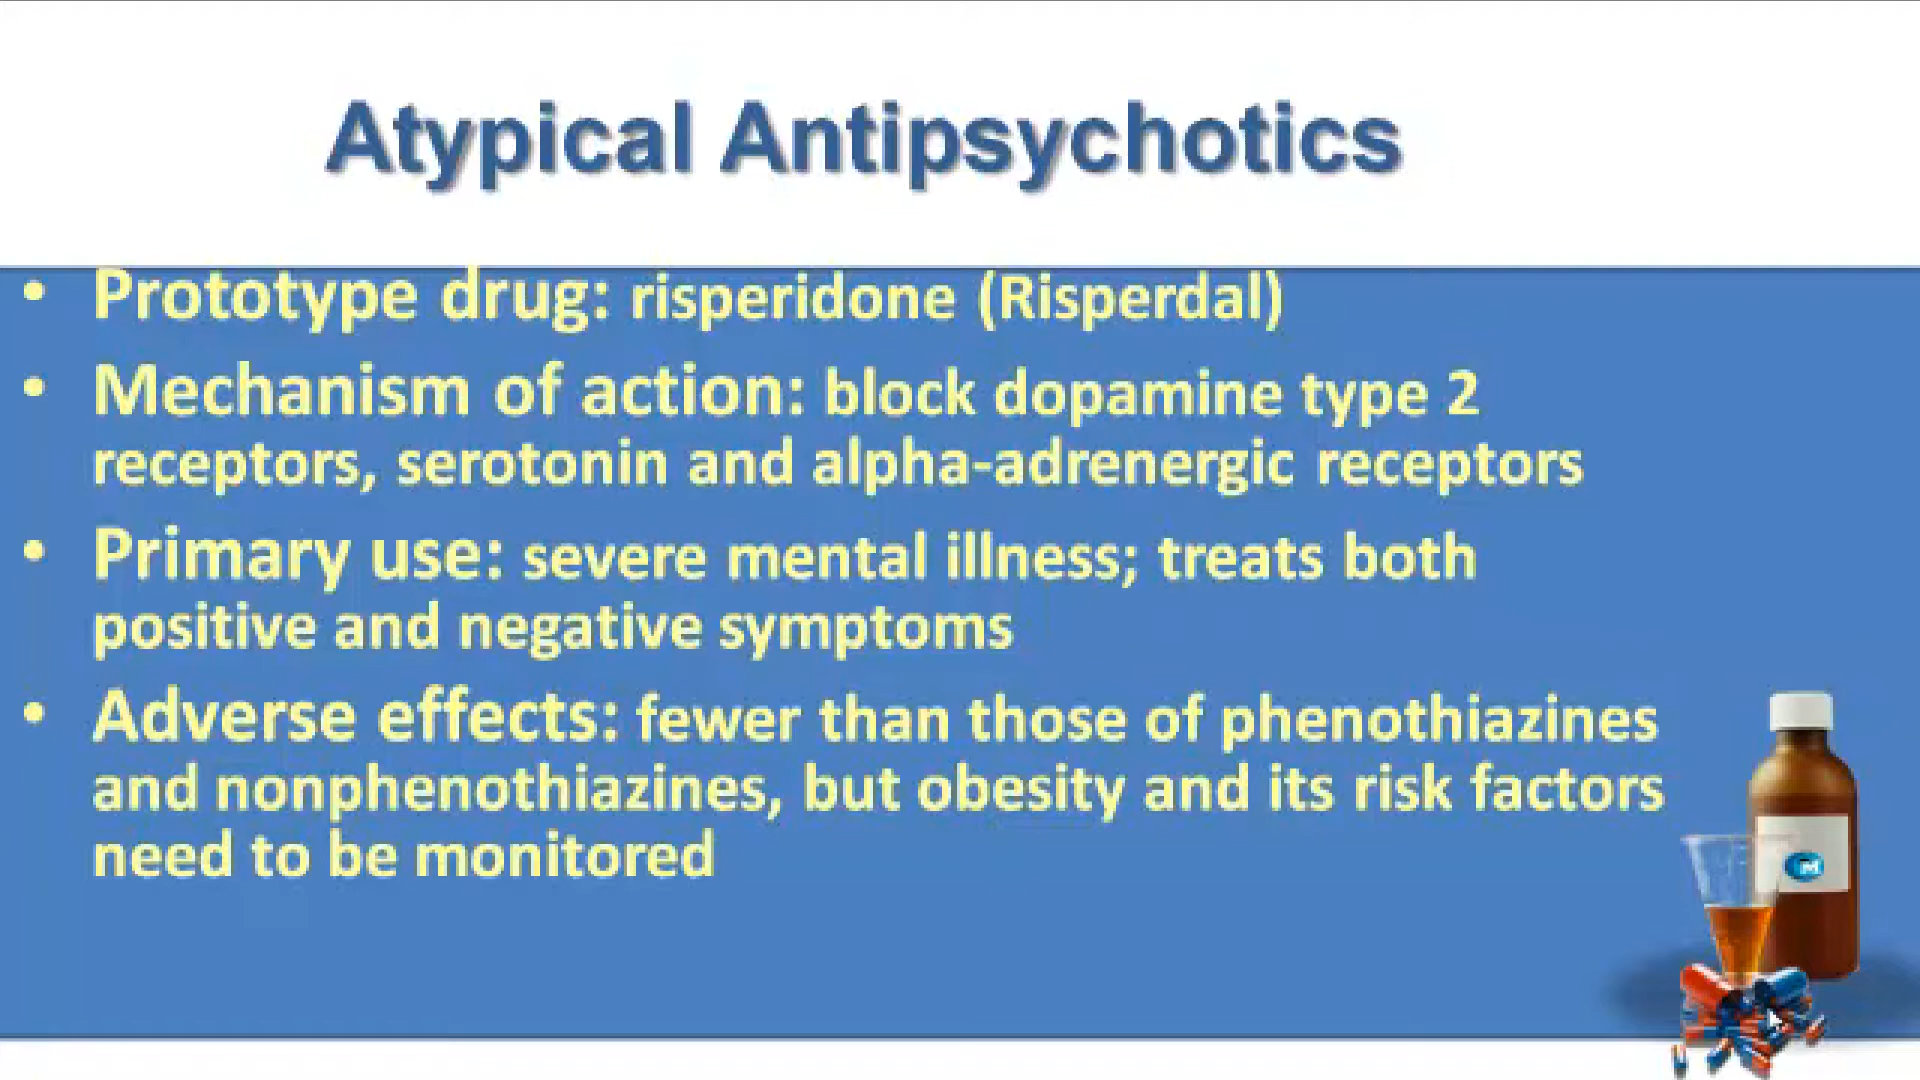 Atypical Antipsychotics
• Prototype drug: risperidone (Risperdal)
• Mechanism of action: block dopamine type 2
receptors, serotonin and alpha-adrenergic receptors
• Primary use: severe mental illness; treats both
positive and negative symptoms
• Adverse effects: fewer than those of phenothiazines
and nonphenothiazines, but obesity and its risk factors
need to be monitored
M